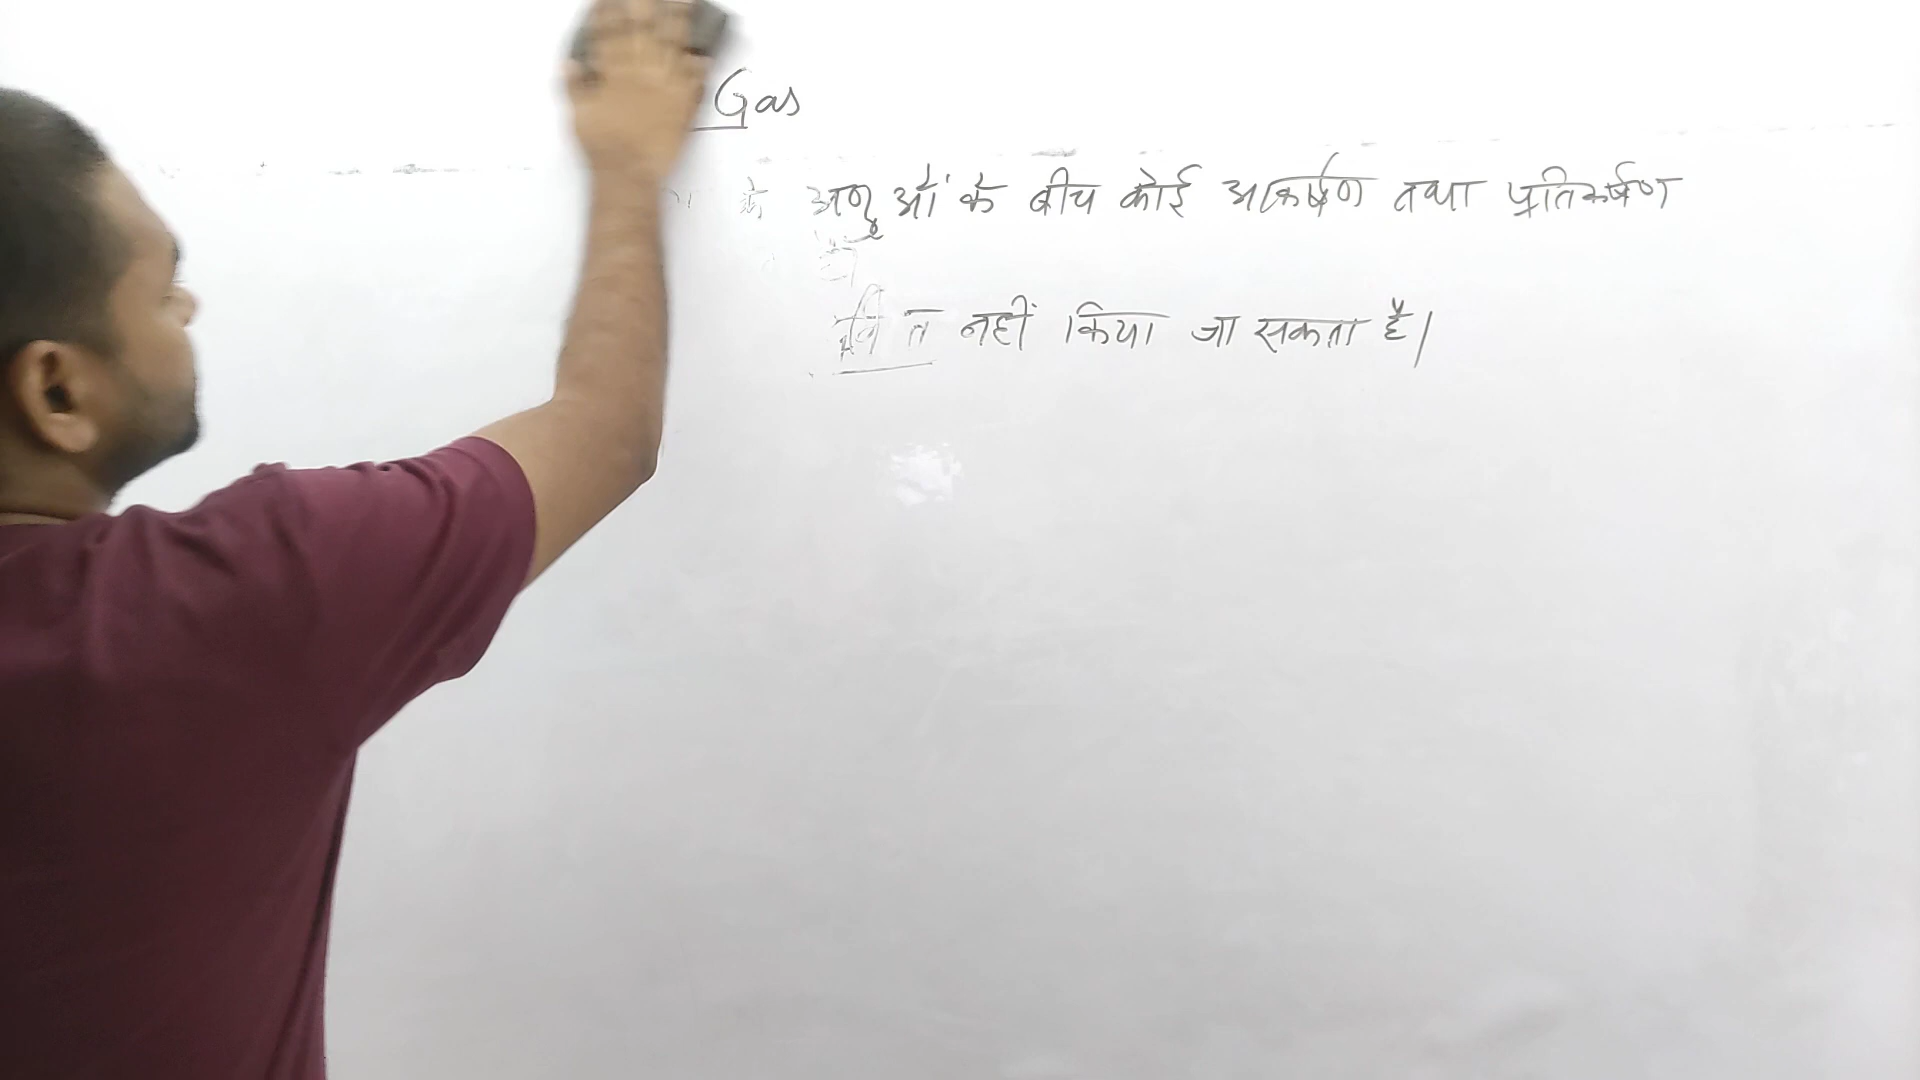 Gas
के अणुओं के बीच कोई आकर्षण तथा प्रतिकर्षण
नहीं किया जा सकता है।